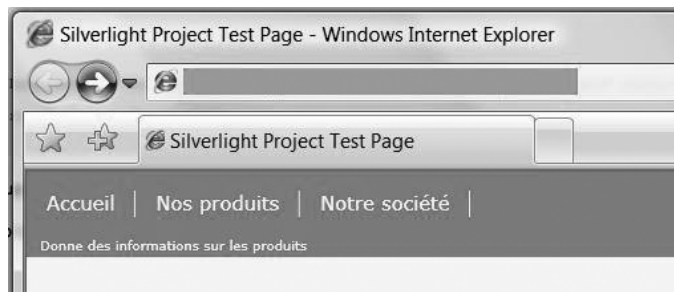 Silverlight Project Test Page - Windows Internet Explorer
Silverlight Project Test Page
Accueil | Nos produits | Notre société |
Donne des informations sur les produits